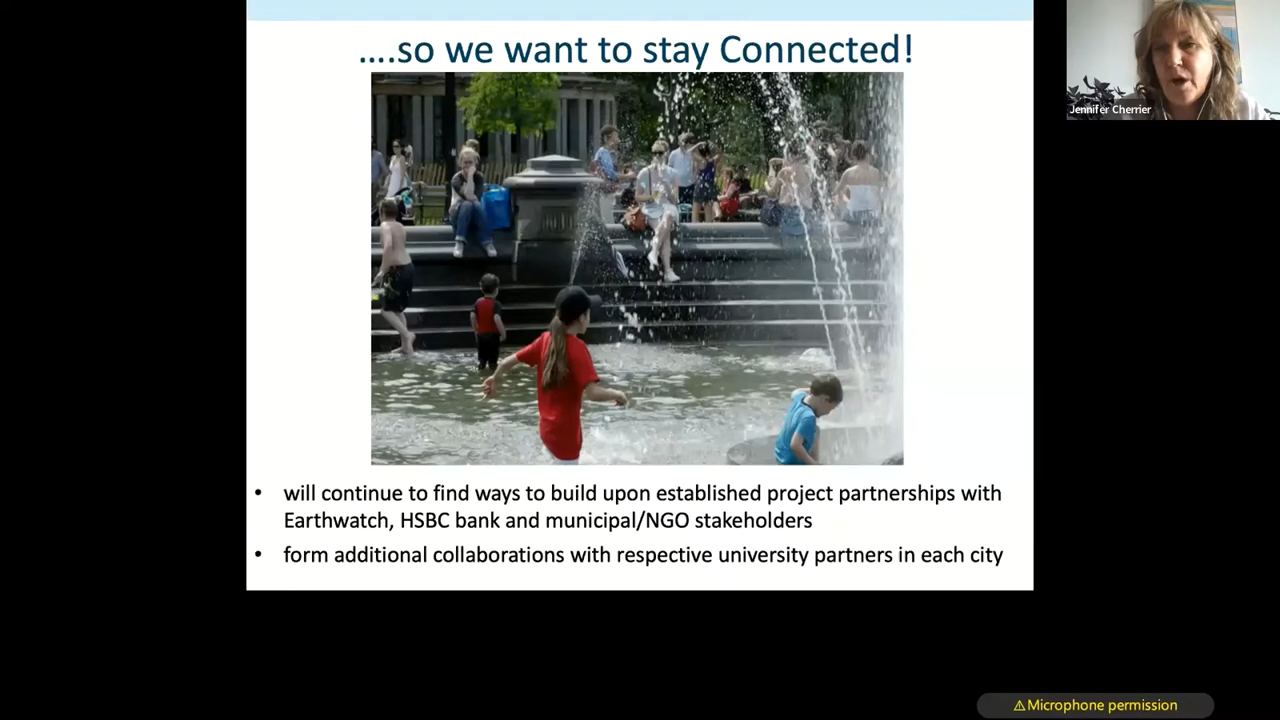 ....so we want to stay Connected!
Jennifer Cherrier
• will continue to find ways to build upon established project partnerships with
Earthwatch, HSBC bank and municipal/NGO stakeholders
• form additional collaborations with respective university partners in each city
⚠Microphone permission